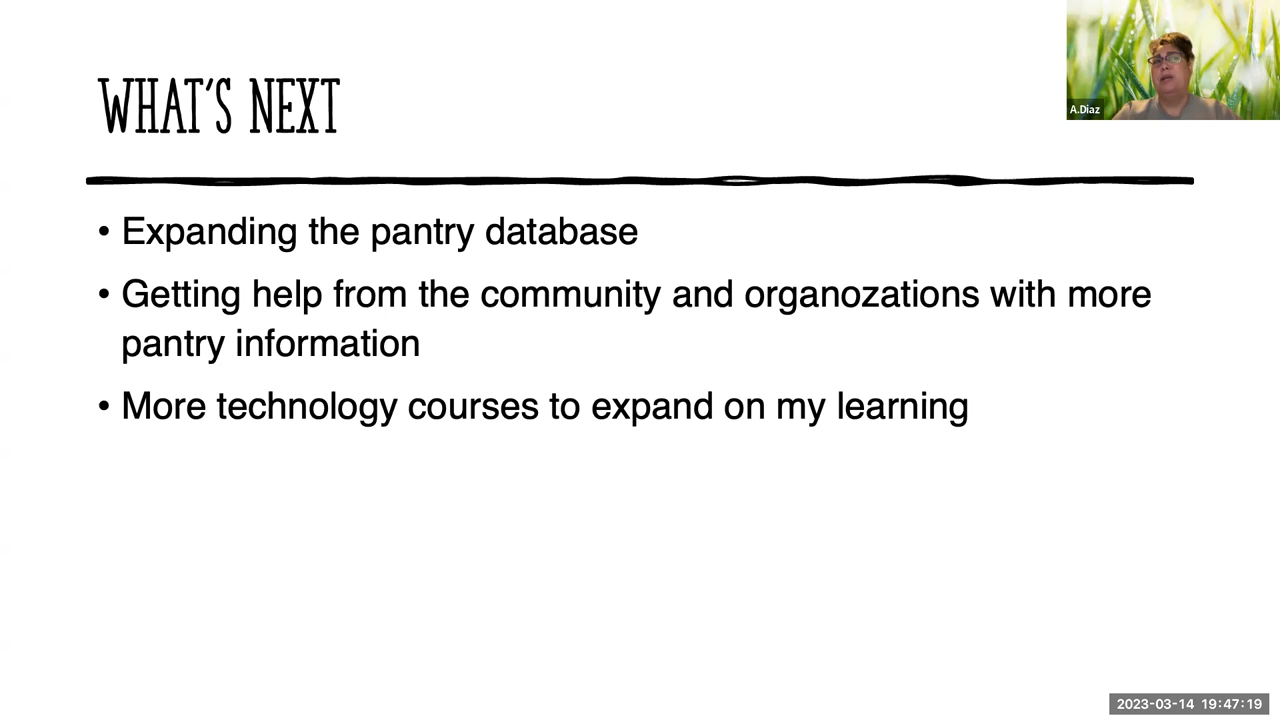 WHAT'S NEXT
A.Diaz
• Expanding the pantry database
• Getting help from the community and organozations with more
pantry information
• More technology courses to expand on my learning
2023-03-14 19:47:19